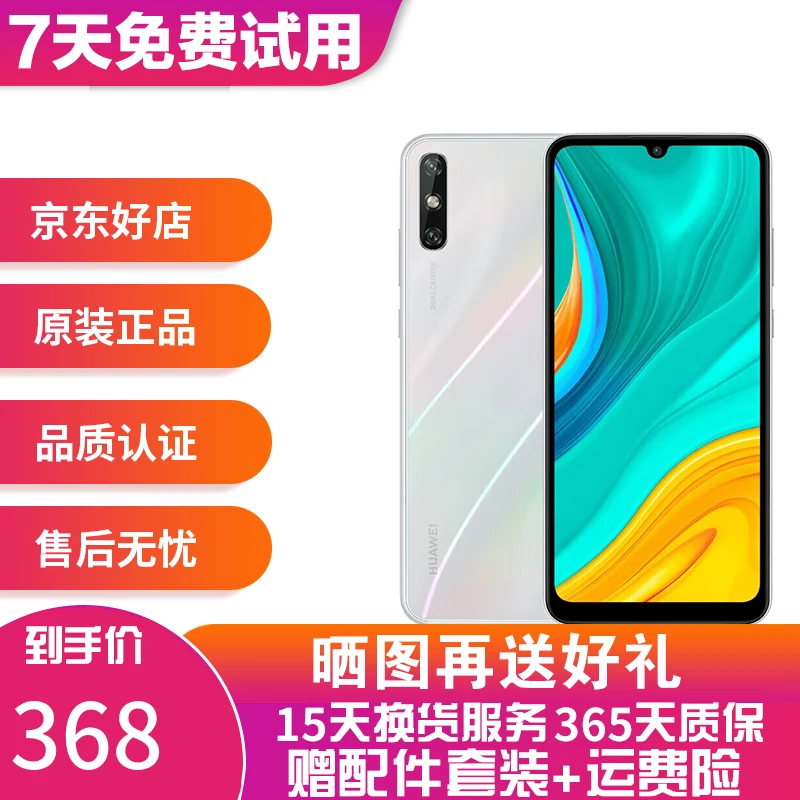 7天免费试用
京东好店
原装正品
品质认证
售后无忧
DUAL CAMERA
HUAWEI
到手价
368
晒图再送好礼
15天换货服务 365天质保
赠配件套装+运费险